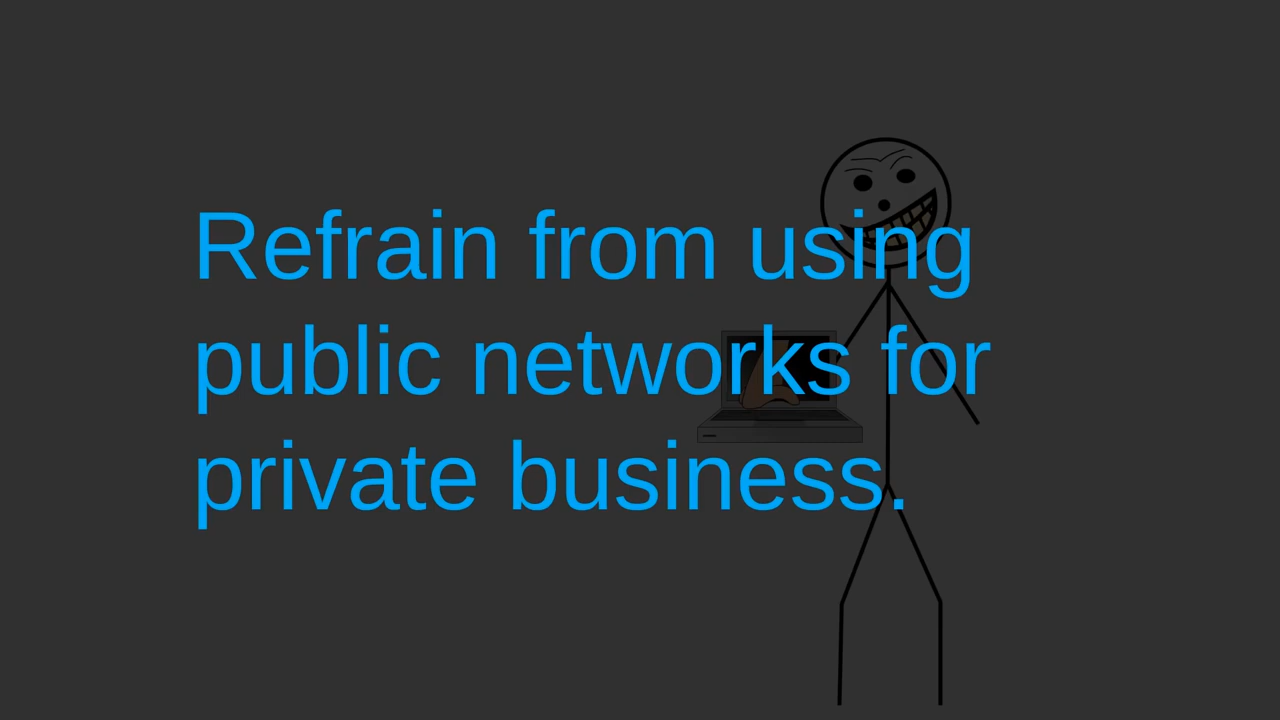 Refrain from using
public networks for
private business.